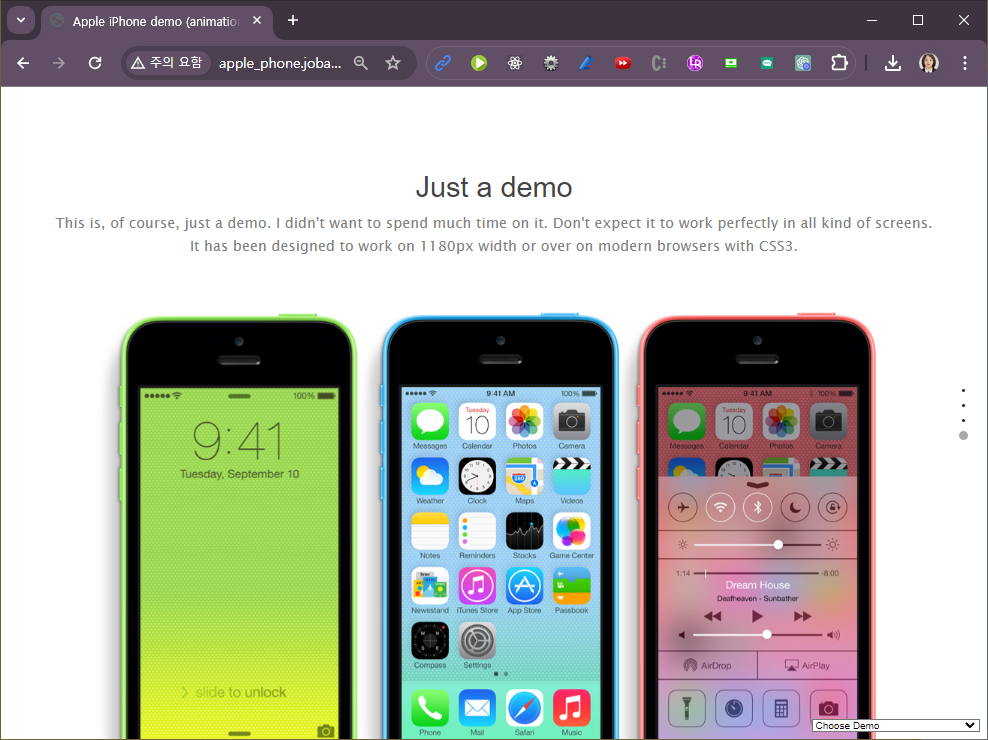 Apple iPhone demo (animation
주의 요함
apple_phone.joba...
Just a demo
This is, of course, just a demo. I didn't want to spend much time on it. Don't expect it to work perfectly in all kind of screens.
It has been designed to work on 1180px width or over on modern browsers with CSS3.
100%
9:41
Tuesday, September 10
slide to unlock
9:41 AM 100%
Tuesday
10
Messages Calendar Photos Camera
280
Weather Clock Maps Videos
Notes Reminders Stocks Game Center
Newsstand iTunes Store App Store Passbook
Compass Settings
Phone Mail Safari Music
9:41 AM 100%
Tuesday
10
Messages Calendar Photos Camera
1:14 -8:00
Dream House
Deafheaven - Sunbather
AirDrop AirPlay
Choose Demo